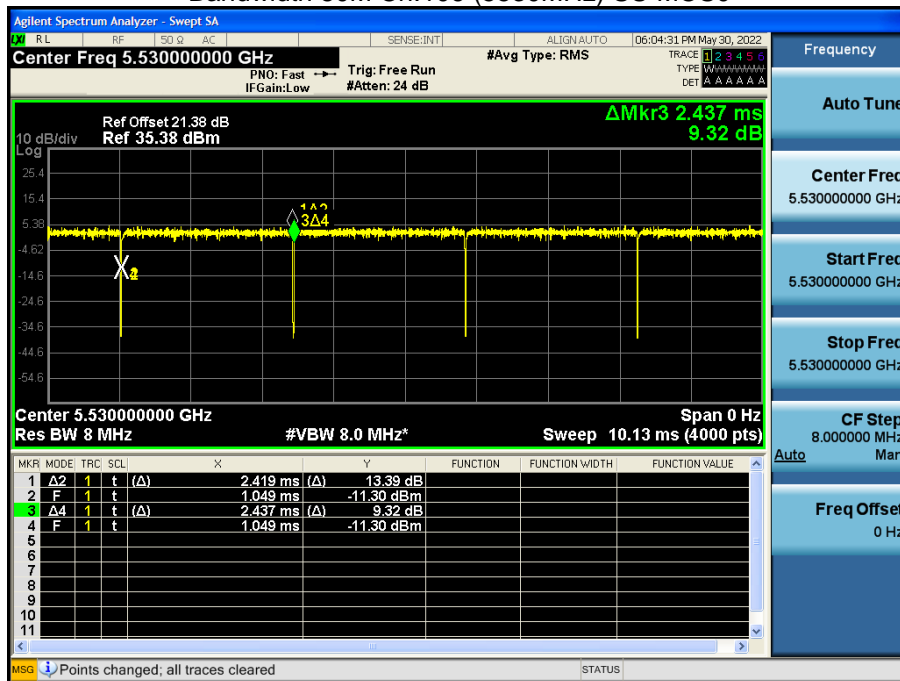 Agilent Spectrum Analyzer - Swept SA
LXI RL RF 50 Ω AC SENSE:INT ALIGN AUTO 06:04:31 PM May 30, 2022
Center Freq 5.530000000 GHz
#Avg Type: RMS
TRACE 1 2 3 4 5 6
TYPE WWWWWW
DET A A A A A A
PNO: Fast
IFGain:Low
Trig: Free Run
#Atten: 24 dB
Frequency
Auto Tune
Center Freq
5.530000000 GHz
Start Freq
5.530000000 GHz
Stop Freq
5.530000000 GHz
CF Step
8.000000 MHz
Auto Man
Freq Offset
0 Hz
ΔMkr3 2.437 ms
9.32 dB
Ref Offset 21.38 dB
10 dB/div Ref 35.38 dBm
Log
25.4
15.4
5.38
-4.62
-14.6
-24.6
-34.6
-44.6
-54.6
3Δ4
X
Center 5.530000000 GHz Span 0 Hz
Res BW 8 MHz #VBW 8.0 MHz* Sweep 10.13 ms (4000 pts)
MKR MODE TRC SCL X Y FUNCTION FUNCTION WIDTH FUNCTION VALUE
1 Δ2 1 t (Δ) 2.419 ms (Δ) 13.39 dB
2 F 1 t 1.049 ms -11.30 dBm
3 Δ4 1 t (Δ) 2.437 ms (Δ) 9.32 dB
4 F 1 t 1.049 ms -11.30 dBm
5
6
7
8
9
10
11
MSG Points changed; all traces cleared STATUS